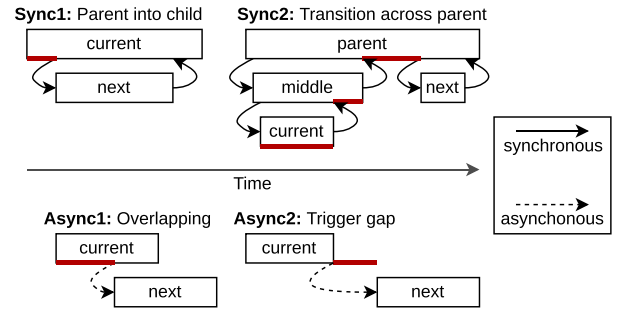 Sync1: Parent into child
current
next
Sync2: Transition across parent
parent
middle
next
current
synchronous
asynchonous
Time
Async1: Overlapping
current
next
Async2: Trigger gap
current
next